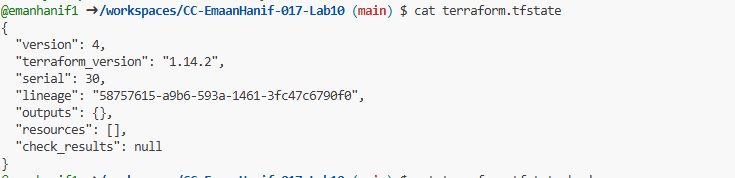 @emanhanif1 →/workspaces/CC-EmaanHanif-017-Lab10 (main) $ cat terraform.tfstate
{
  "version": 4,
  "terraform_version": "1.14.2",
  "serial": 30,
  "lineage": "58757615-a9b6-593a-1461-3fc47c6790f0",
  "outputs": {},
  "resources": [],
  "check_results": null
}